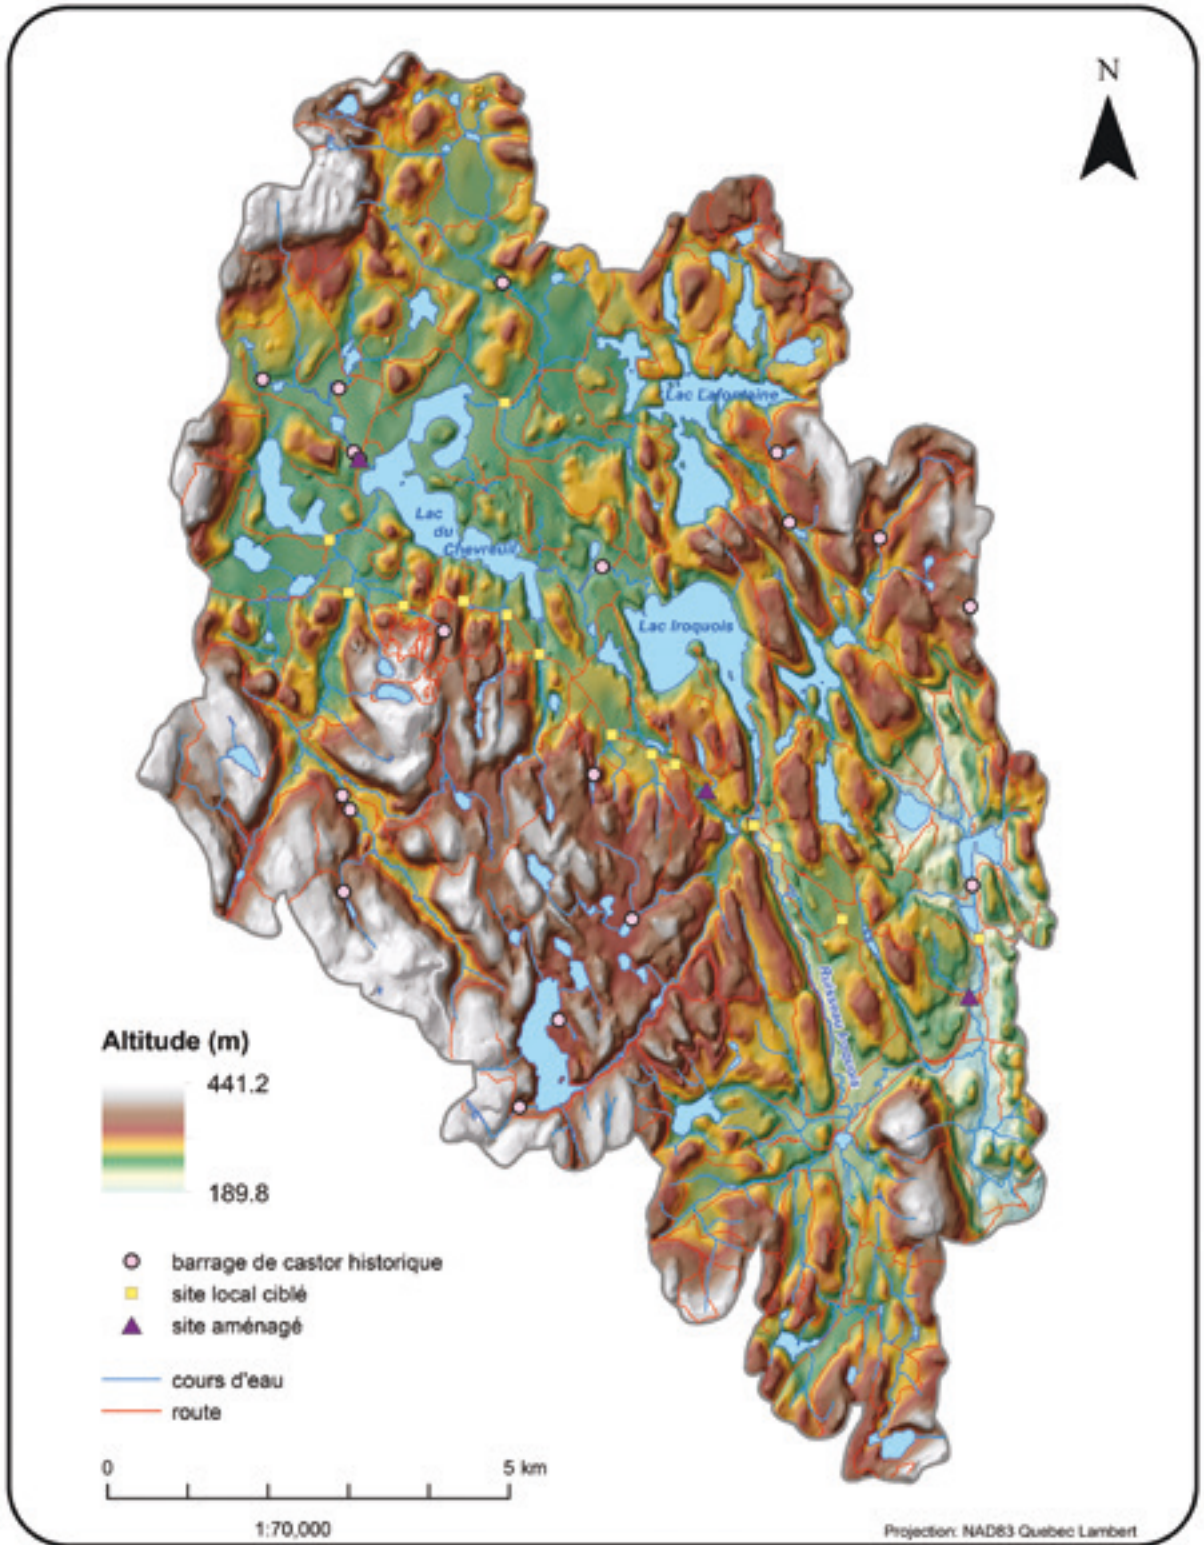 N
Lac Lafontaine
Lac
du
Chevreuil
Lac Iroquois
Ruisseau Iroquois
Altitude (m)
441.2
189.8
barrage de castor historique
site local ciblé
site aménagé
cours d'eau
route
0 5 km
1:70,000
Projection: NAD83 Quebec Lambert